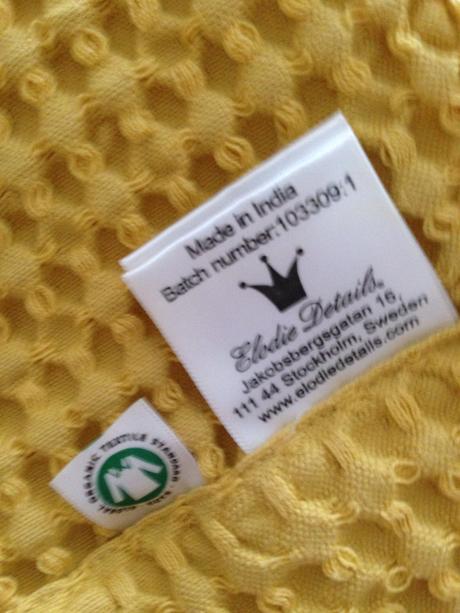 Made in India
Batch number:103309:1
Elodie Details®
Jakobsbergsgatan 16,
111 44 Stockholm, Sweden
www.elodiedetails.com
GLOBAL ORGANIC TEXTILE STANDARD